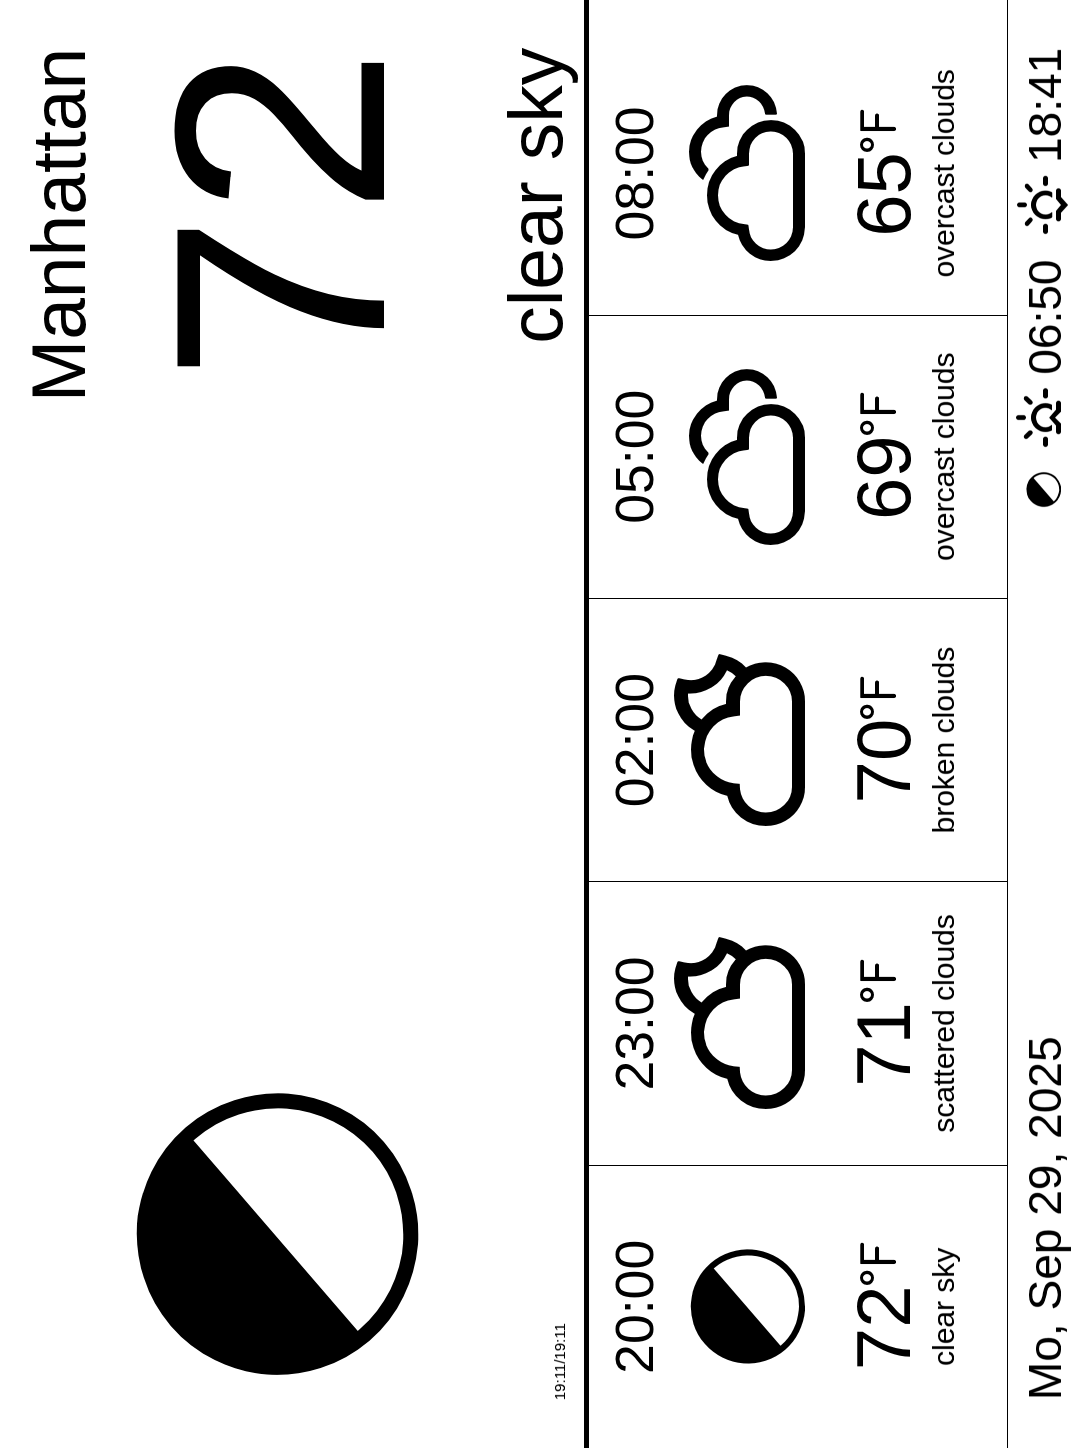 Manhattan
72
clear sky
19:11/19:11
20:00
72°F
clear sky
23:00
71°F
scattered clouds
02:00
70°F
broken clouds
05:00
69°F
overcast clouds
08:00
65°F
overcast clouds
Mo, Sep 29, 2025
06:50
18:41